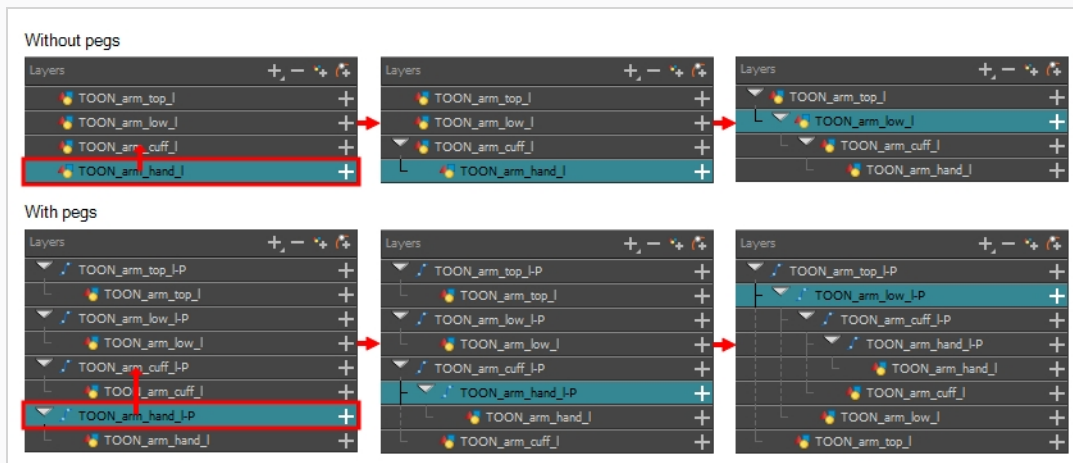 Without pegs
Layers
TOON_arm_top_l
TOON_arm_low_l
TOON_arm_cuff_l
TOON_arm_hand_l
Layers
TOON_arm_top_l
TOON_arm_low_l
TOON_arm_cuff_l
TOON_arm_hand_l
Layers
TOON_arm_top_l
TOON_arm_low_l
TOON_arm_cuff_l
TOON_arm_hand_l
With pegs
Layers
TOON_arm_top_l-P
TOON_arm_top_l
TOON_arm_low_l-P
TOON_arm_low_l
TOON_arm_cuff_l-P
TOON_arm_cuff_l
TOON_arm_hand_l-P
TOON_arm_hand_l
Layers
TOON_arm_top_l-P
TOON_arm_top_l
TOON_arm_low_l-P
TOON_arm_low_l
TOON_arm_cuff_l-P
TOON_arm_hand_l-P
TOON_arm_hand_l
TOON_arm_cuff_l
Layers
TOON_arm_top_l-P
TOON_arm_low_l-P
TOON_arm_cuff_l-P
TOON_arm_hand_l-P
TOON_arm_hand_l
TOON_arm_cuff_l
TOON_arm_low_l
TOON_arm_top_l